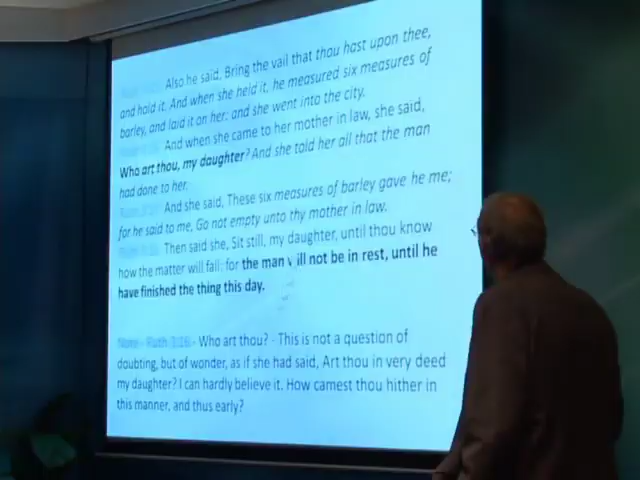 Also he said, Bring the vail that thou hast upon thee,
and hold it. And when she held it, he measured six measures of
barley, and laid it on her: and she went into the city.
And when she came to her mother in law, she said,
Who art thou, my daughter? And she told her all that the man
had done to her.
And she said, These six measures of barley gave he me;
for he said to me, Go not empty unto thy mother in law.
Then said she, Sit still, my daughter, until thou know
how the matter will fall: for the man will not be in rest, until he
have finished the thing this day.
Note - Ruth 3:16 - Who art thou? - This is not a question of
doubting, but of wonder, as if she had said, Art thou in very deed
my daughter? I can hardly believe it. How camest thou hither in
this manner, and thus early?